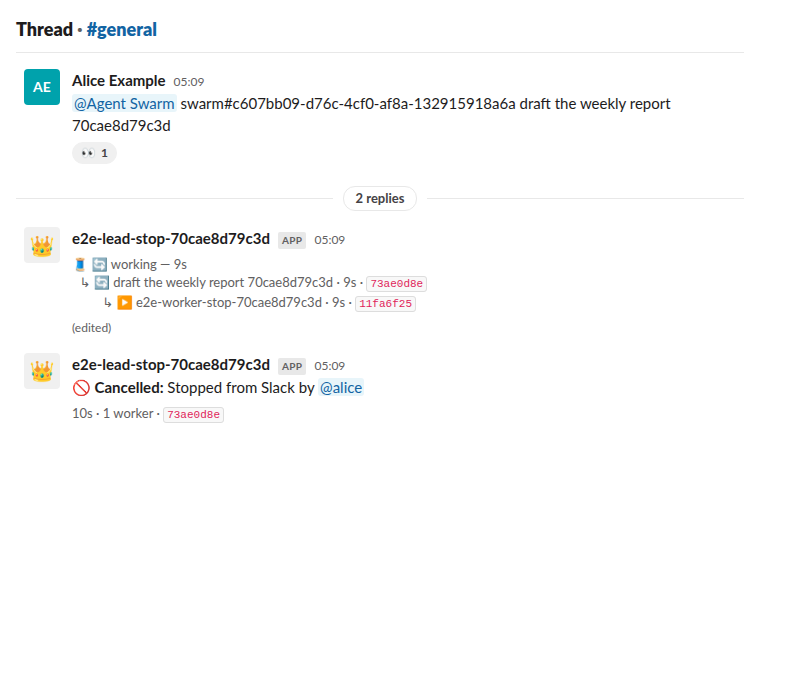 Thread • #general
AE
Alice Example 05:09
@Agent Swarm swarm#c607bb09-d76c-4cf0-af8a-132915918a6a draft the weekly report
70cae8d79c3d
👀 1
2 replies
e2e-lead-stop-70cae8d79c3d APP 05:09
🧵 🔄 working — 9s
↳ 🔄 draft the weekly report 70cae8d79c3d · 9s · 73ae0d8e
↳ ▶️ e2e-worker-stop-70cae8d79c3d · 9s · 11fa6f25
(edited)
e2e-lead-stop-70cae8d79c3d APP 05:09
🚫 Cancelled: Stopped from Slack by @alice
10s · 1 worker · 73ae0d8e